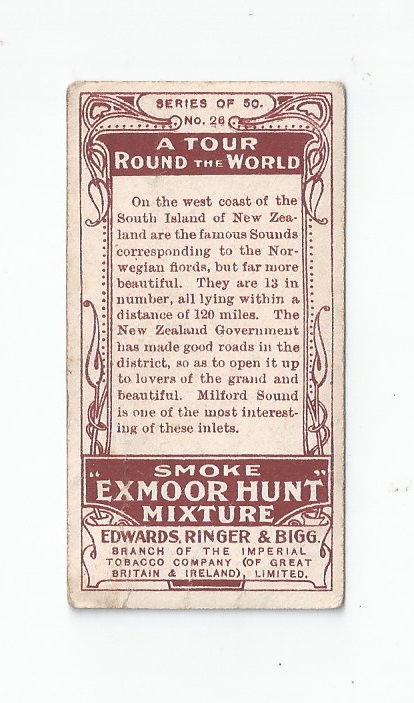 SERIES OF 50.
No. 26
A TOUR
ROUND THE WORLD
On the west coast of the
South Island of New Zea-
land are the famous Sounds
corresponding to the Nor-
wegian fiords, but far more
beautiful. They are 13 in
number, all lying within a
distance of 120 miles. The
New Zealand Government
has made good roads in the
district, so as to open it up
to lovers of the grand and
beautiful. Milford Sound
is one of the most interest-
ing of these inlets.
SMOKE
"EXMOOR HUNT"
MIXTURE
EDWARDS, RINGER & BIGG.
BRANCH OF THE IMPERIAL
TOBACCO COMPANY (OF GREAT
BRITAIN & IRELAND), LIMITED.